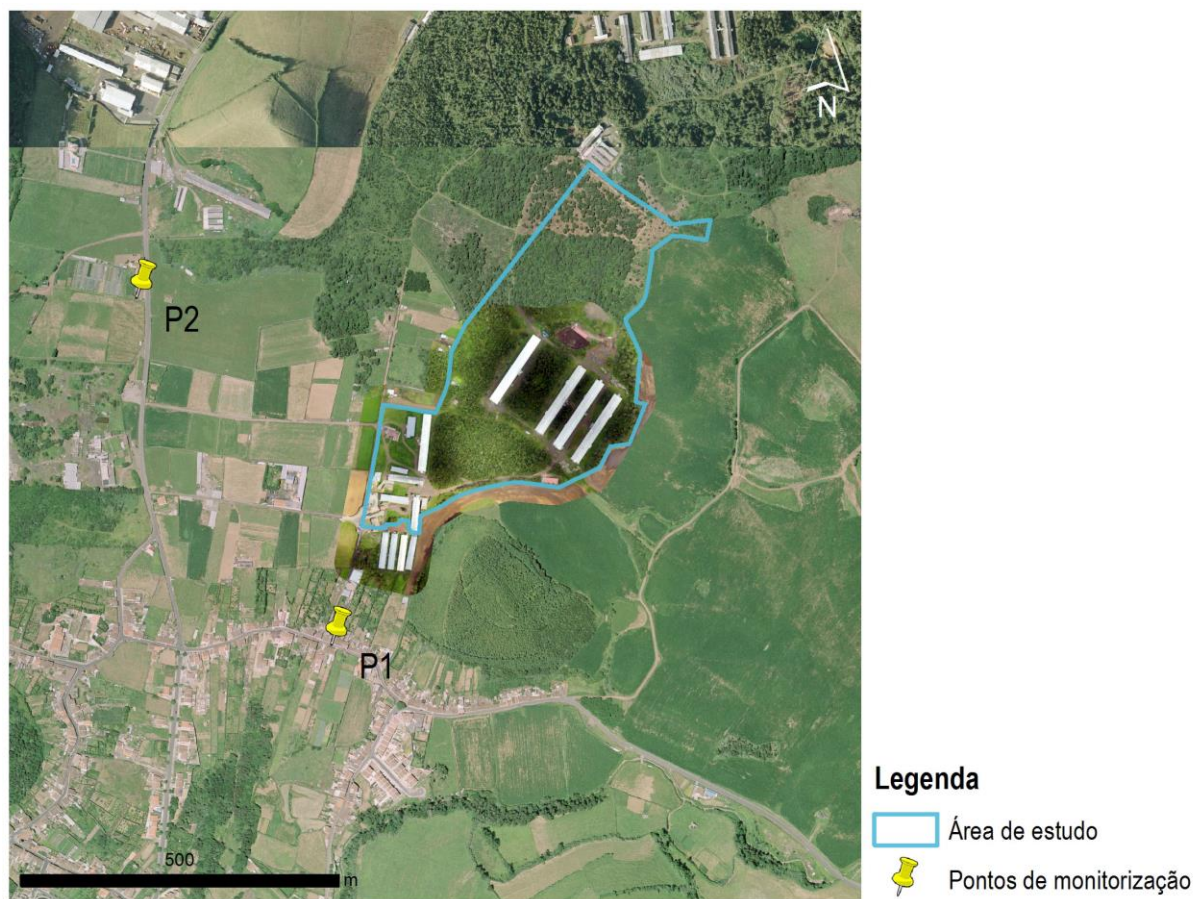 N
P2
P1
500
m
Legenda
Área de estudo
Pontos de monitorização